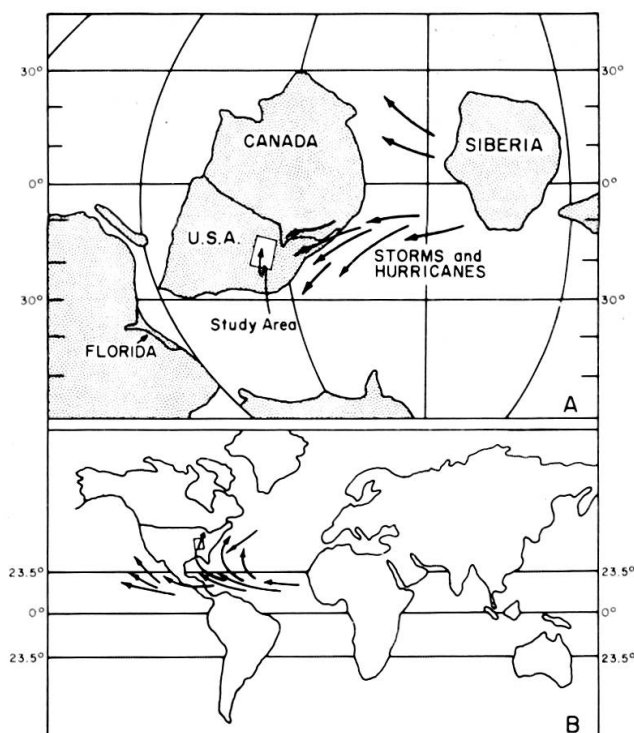 30° 30°
CANADA
SIBERIA
0° 0°
U.S.A.
STORMS and
HURRICANES
30° 30°
Study Area
FLORIDA
A
23.5° 23.5°
0° 0°
23.5° 23.5°
B